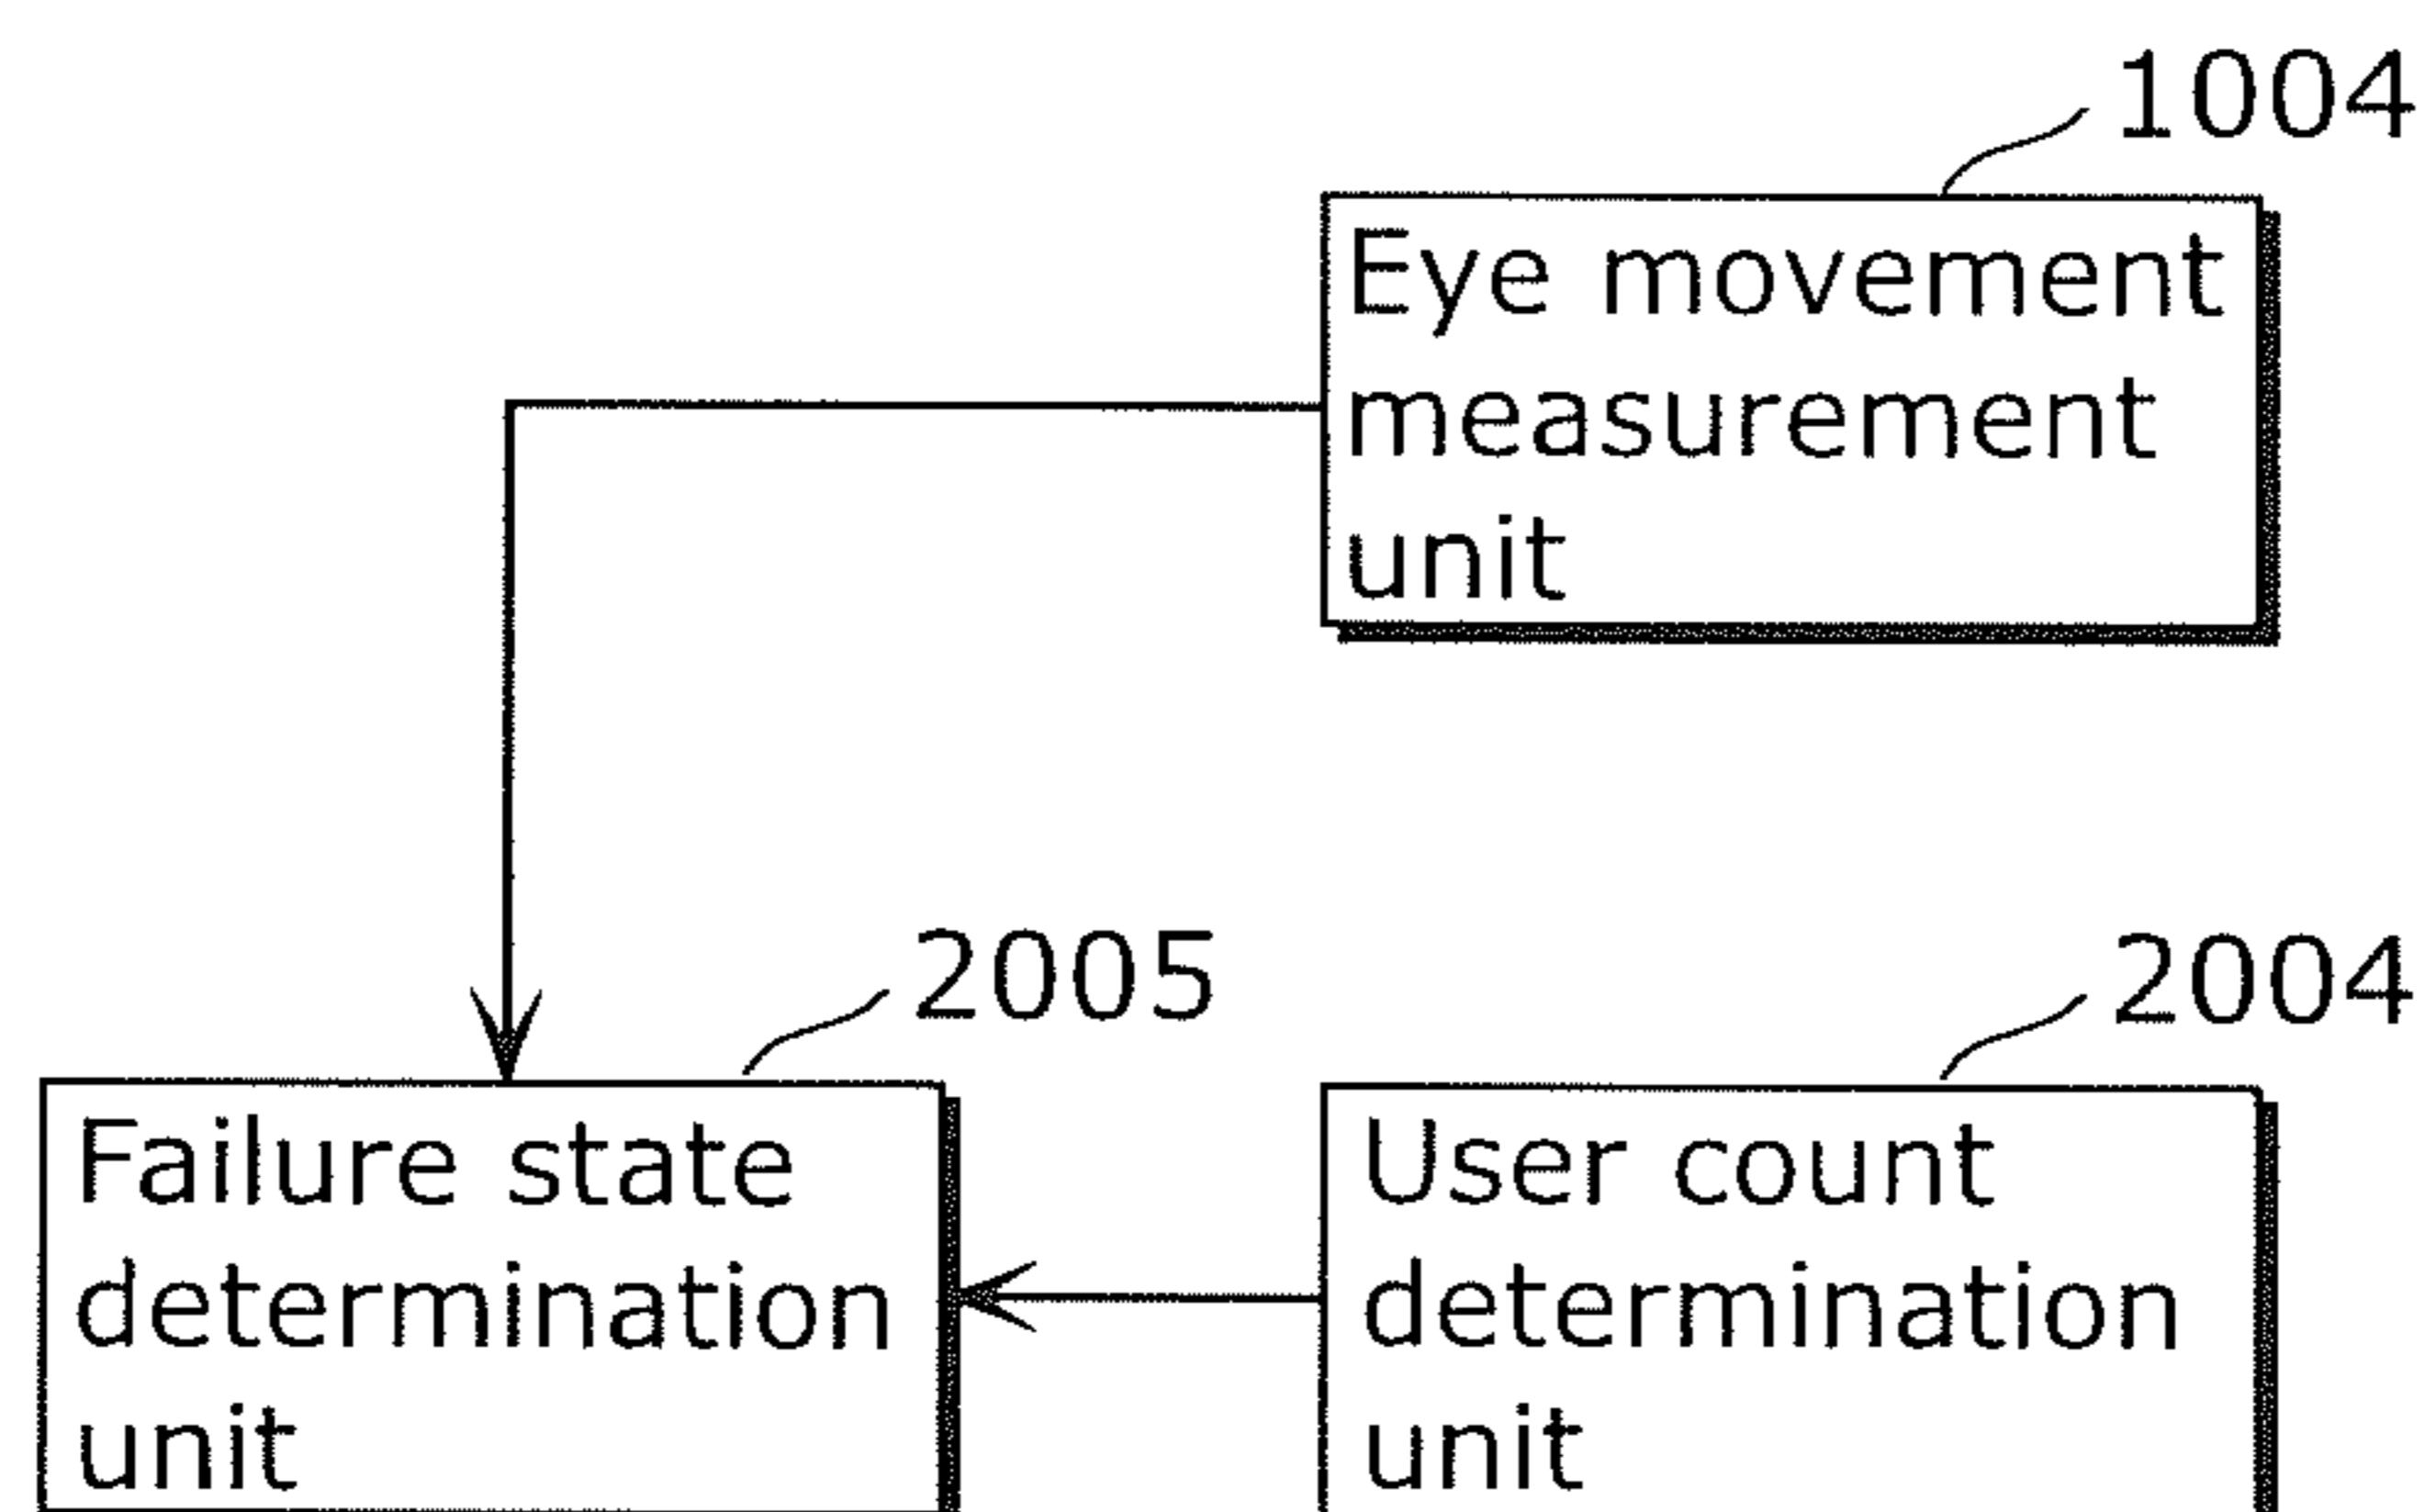 1004
Eye movement
measurement
unit
2005
2004
Failure state
determination
unit
User count
determination
unit